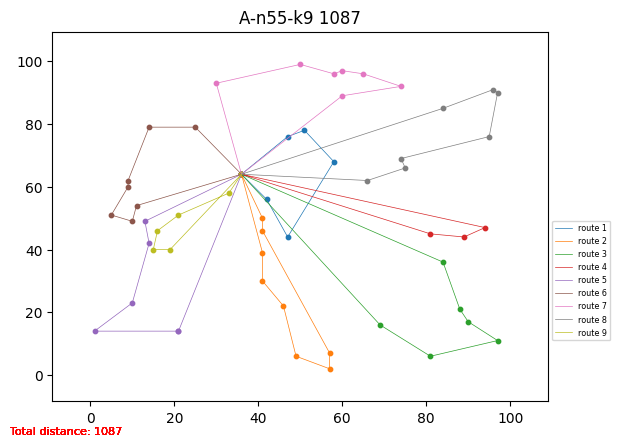 A-n55-k9 1087
100
80
60
40
20
0
0 20 40 60 80 100
route 1
route 2
route 3
route 4
route 5
route 6
route 7
route 8
route 9
Total distance: 1087